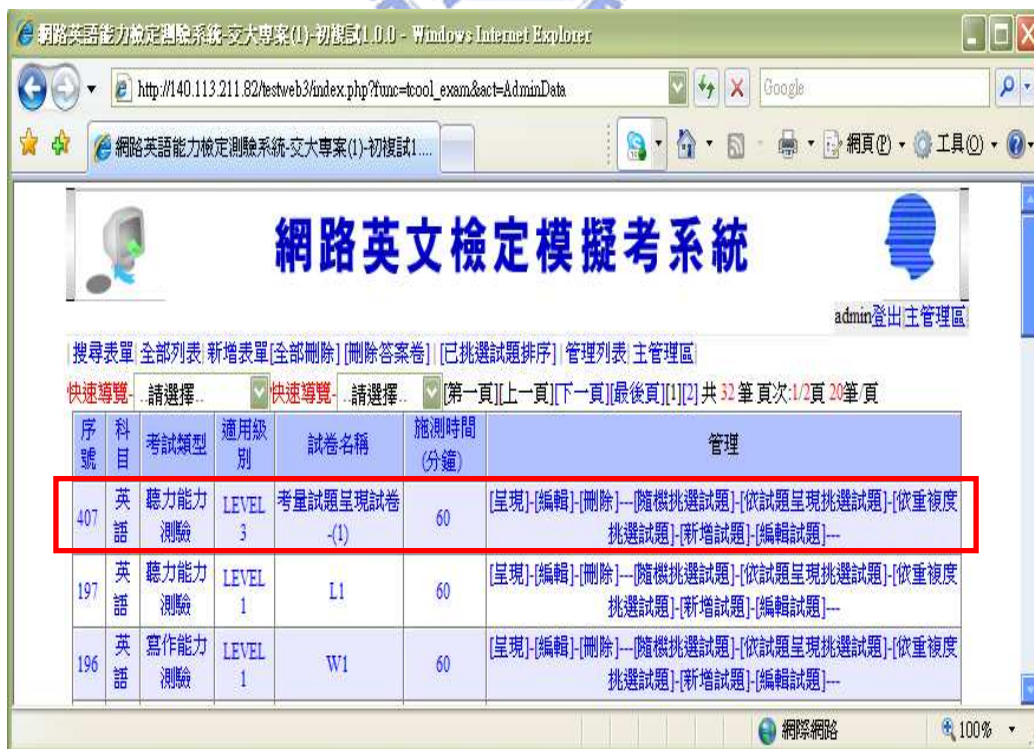 網路英語能力檢定測驗系統-交大專案(1)-初複試1.0.0 - Windows Internet Explorer
http://140.113.211.82/testweb3/index.php?func=tcool_exam&act=AdminData
Google
網路英語能力檢定測驗系統-交大專案(1)-初複試1....
網頁(P)
工具(O)
網路英文檢定模擬考系統
admin登出|主管理區|
|搜尋表單|全部列表|新增表單[全部刪除] [刪除答案卷] | [已挑選試題排序] | 管理列表|主管理區|
快速導覽-..請選擇.. 快速導覽-..請選擇.. [第一頁][上一頁][下一頁][最後頁][1][2] 共 32 筆 頁次:1/2頁 20筆/頁
序號 科目 考試類型 適用級別 試卷名稱 施測時間(分鐘) 管理
407 英語 聽力能力測驗 LEVEL 3 考量試題呈現試卷-(1) 60 [呈現]-[編輯]-[刪除]---[隨機挑選試題]-[依試題呈現挑選試題]-[依重複度挑選試題]-[新增試題]-[編輯試題]---
197 英語 聽力能力測驗 LEVEL 1 L1 60 [呈現]-[編輯]-[刪除]---[隨機挑選試題]-[依試題呈現挑選試題]-[依重複度挑選試題]-[新增試題]-[編輯試題]---
196 英語 寫作能力測驗 LEVEL 1 W1 60 [呈現]-[編輯]-[刪除]---[隨機挑選試題]-[依試題呈現挑選試題]-[依重複度挑選試題]-[新增試題]-[編輯試題]---
網際網路
100%